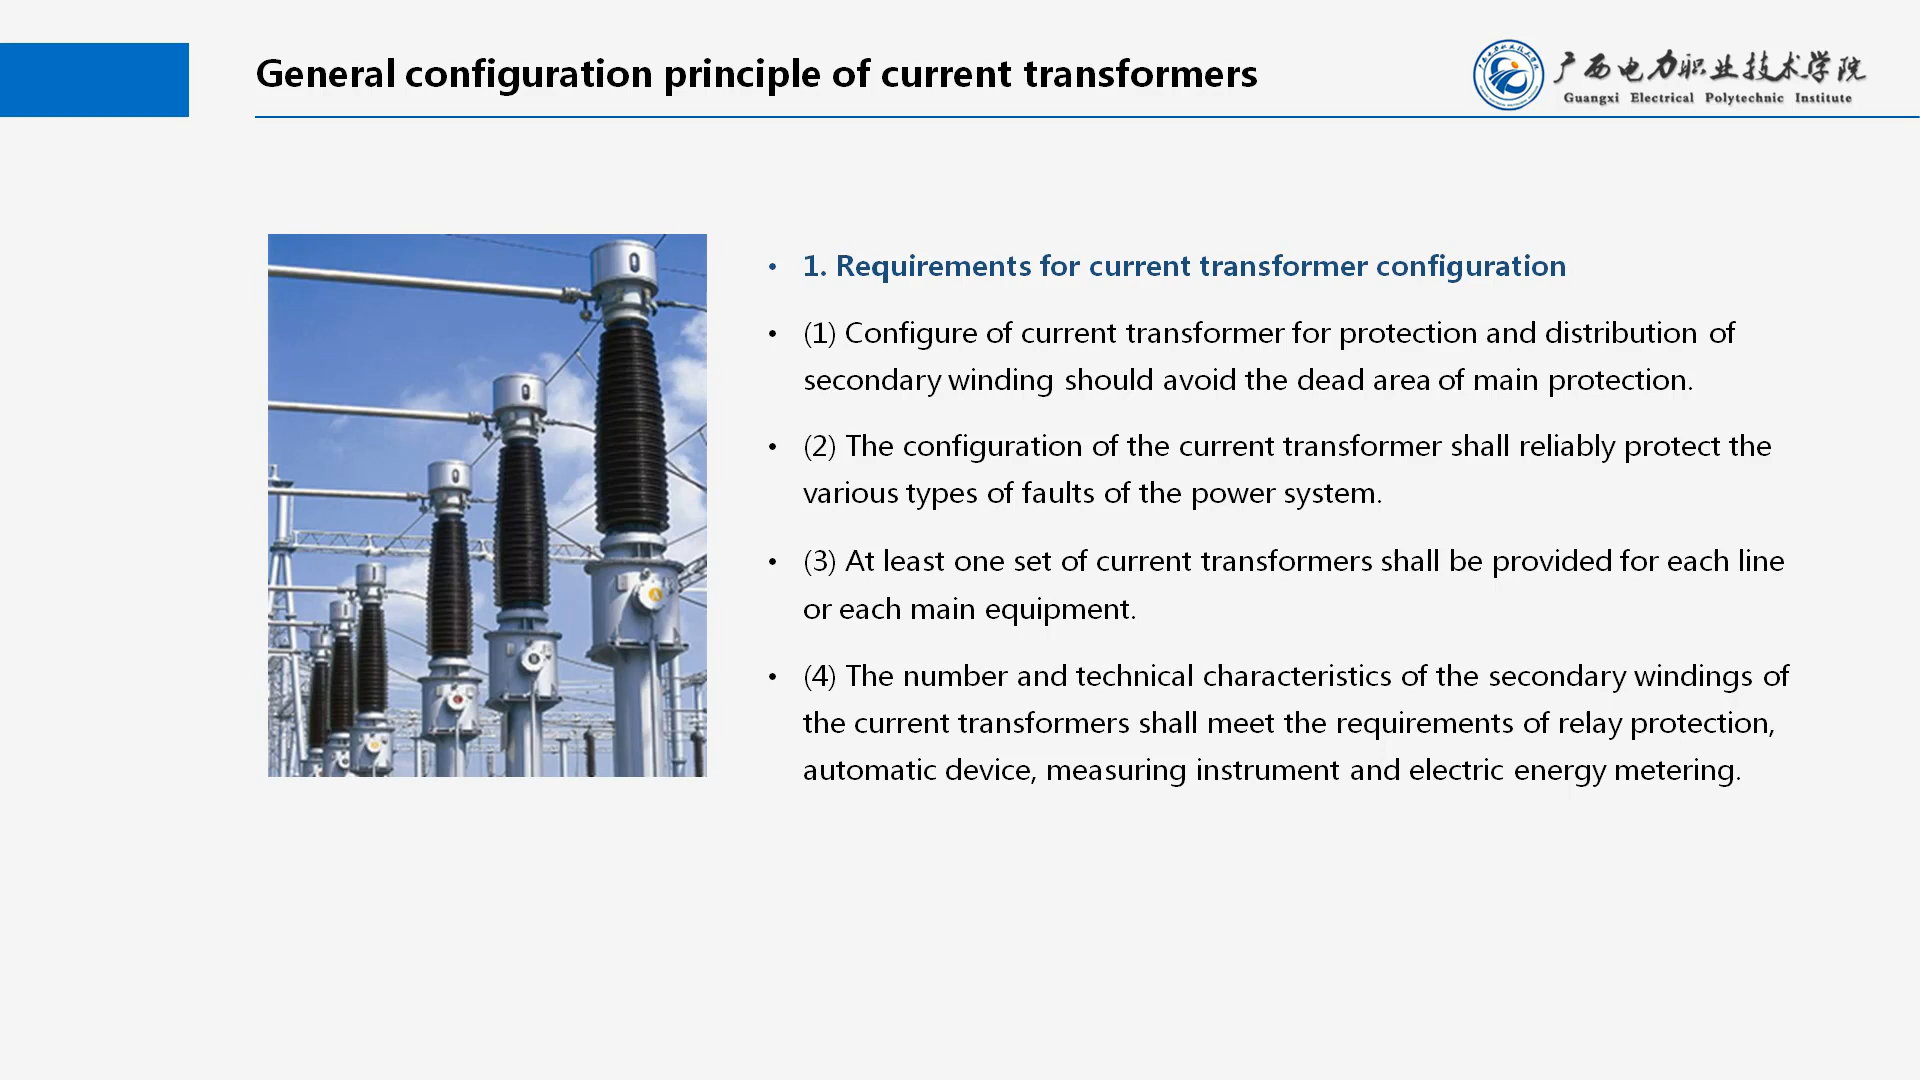 General configuration principle of current transformers
广西电力职业技术学院
Guangxi Electrical Polytechnic Institute
• 1. Requirements for current transformer configuration
• (1) Configure of current transformer for protection and distribution of
secondary winding should avoid the dead area of main protection.
• (2) The configuration of the current transformer shall reliably protect the
various types of faults of the power system.
• (3) At least one set of current transformers shall be provided for each line
or each main equipment.
• (4) The number and technical characteristics of the secondary windings of
the current transformers shall meet the requirements of relay protection,
automatic device, measuring instrument and electric energy metering.